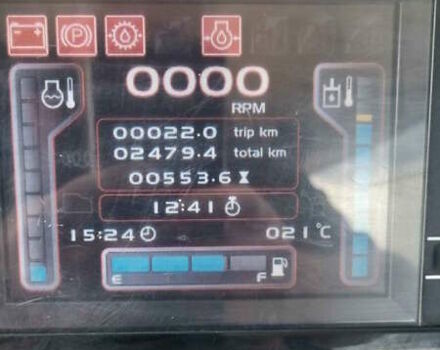 P
0000
RPM
00022.0 trip km
02479.4 total km
00553.6
12:41
15:24 021°C
E F